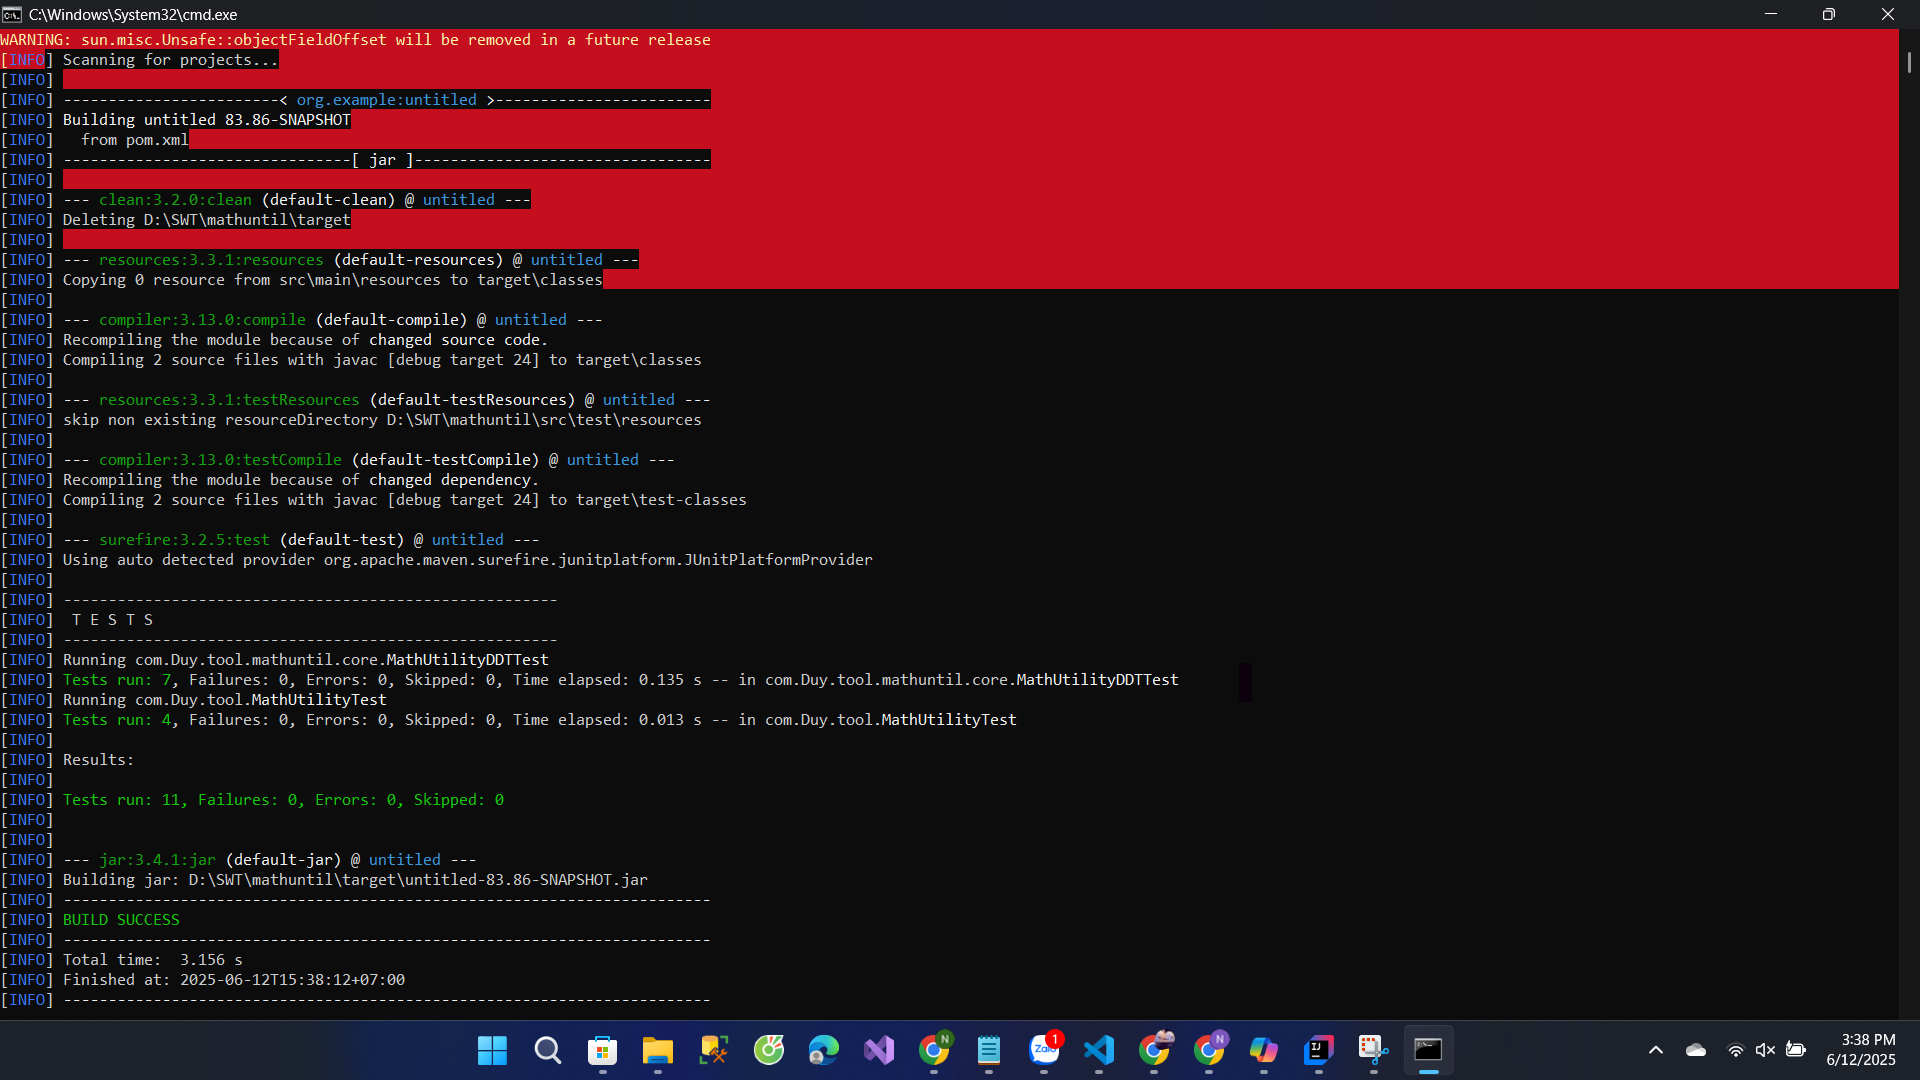 C:\Windows\System32\cmd.exe
WARNING: sun.misc.Unsafe::objectFieldOffset will be removed in a future release
[INFO] Scanning for projects...
[INFO]
[INFO] ------------------------< org.example:untitled >------------------------
[INFO] Building untitled 83.86-SNAPSHOT
[INFO]   from pom.xml
[INFO] --------------------------------[ jar ]---------------------------------
[INFO]
[INFO] --- clean:3.2.0:clean (default-clean) @ untitled ---
[INFO] Deleting D:\SWT\mathuntil\target
[INFO]
[INFO] --- resources:3.3.1:resources (default-resources) @ untitled ---
[INFO] Copying 0 resource from src\main\resources to target\classes
[INFO]
[INFO] --- compiler:3.13.0:compile (default-compile) @ untitled ---
[INFO] Recompiling the module because of changed source code.
[INFO] Compiling 2 source files with javac [debug target 24] to target\classes
[INFO]
[INFO] --- resources:3.3.1:testResources (default-testResources) @ untitled ---
[INFO] skip non existing resourceDirectory D:\SWT\mathuntil\src\test\resources
[INFO]
[INFO] --- compiler:3.13.0:testCompile (default-testCompile) @ untitled ---
[INFO] Recompiling the module because of changed dependency.
[INFO] Compiling 2 source files with javac [debug target 24] to target\test-classes
[INFO]
[INFO] --- surefire:3.2.5:test (default-test) @ untitled ---
[INFO] Using auto detected provider org.apache.maven.surefire.junitplatform.JUnitPlatformProvider
[INFO]
[INFO] -------------------------------------------------------
[INFO]  T E S T S
[INFO] -------------------------------------------------------
[INFO] Running com.Duy.tool.mathuntil.core.MathUtilityDDTTest
[INFO] Tests run: 7, Failures: 0, Errors: 0, Skipped: 0, Time elapsed: 0.135 s -- in com.Duy.tool.mathuntil.core.MathUtilityDDTTest
[INFO] Running com.Duy.tool.MathUtilityTest
[INFO] Tests run: 4, Failures: 0, Errors: 0, Skipped: 0, Time elapsed: 0.013 s -- in com.Duy.tool.MathUtilityTest
[INFO]
[INFO] Results:
[INFO]
[INFO] Tests run: 11, Failures: 0, Errors: 0, Skipped: 0
[INFO]
[INFO]
[INFO] --- jar:3.4.1:jar (default-jar) @ untitled ---
[INFO] Building jar: D:\SWT\mathuntil\target\untitled-83.86-SNAPSHOT.jar
[INFO] ------------------------------------------------------------------------
[INFO] BUILD SUCCESS
[INFO] ------------------------------------------------------------------------
[INFO] Total time:  3.156 s
[INFO] Finished at: 2025-06-12T15:38:12+07:00
[INFO] ------------------------------------------------------------------------
N
Zalo
1
N
IJ
3:38 PM
6/12/2025